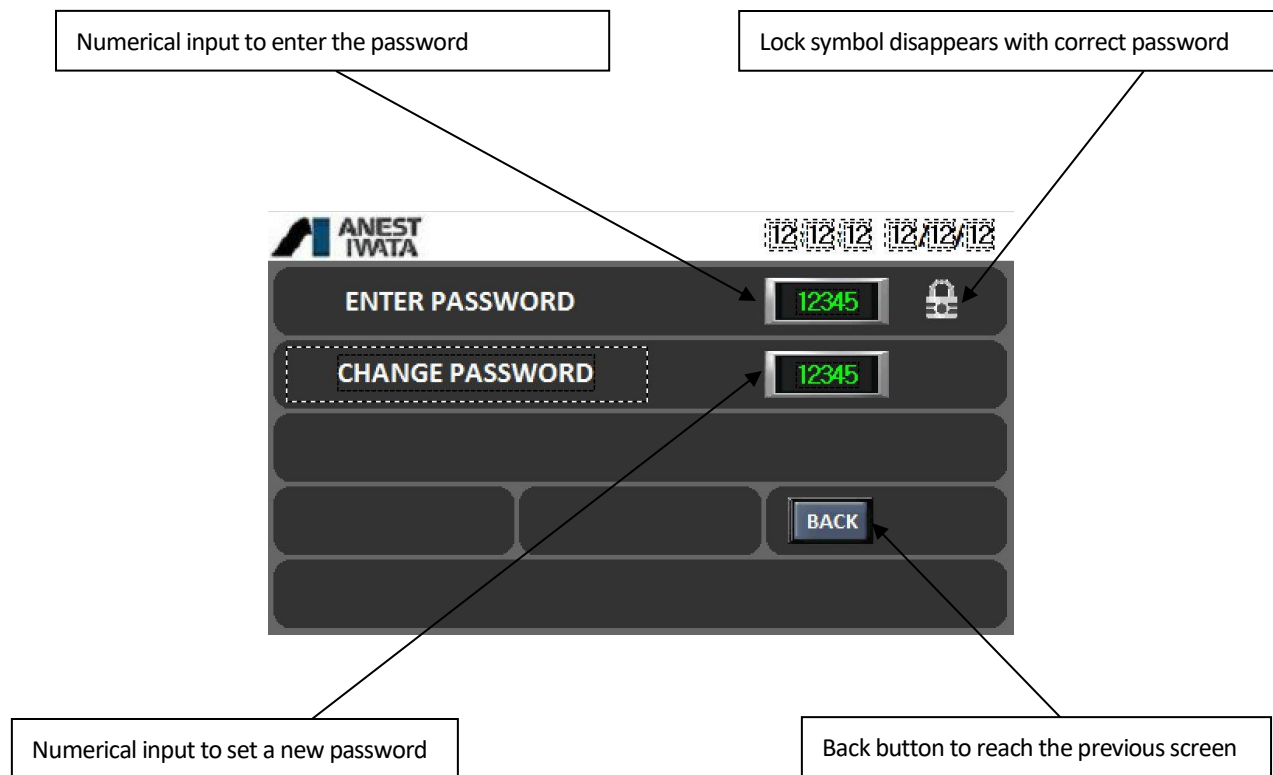 Numerical input to enter the password
Lock symbol disappears with correct password
ANEST
IWATA
12:12:12 12/12/12
ENTER PASSWORD 12345
CHANGE PASSWORD 12345
BACK
Numerical input to set a new password
Back button to reach the previous screen